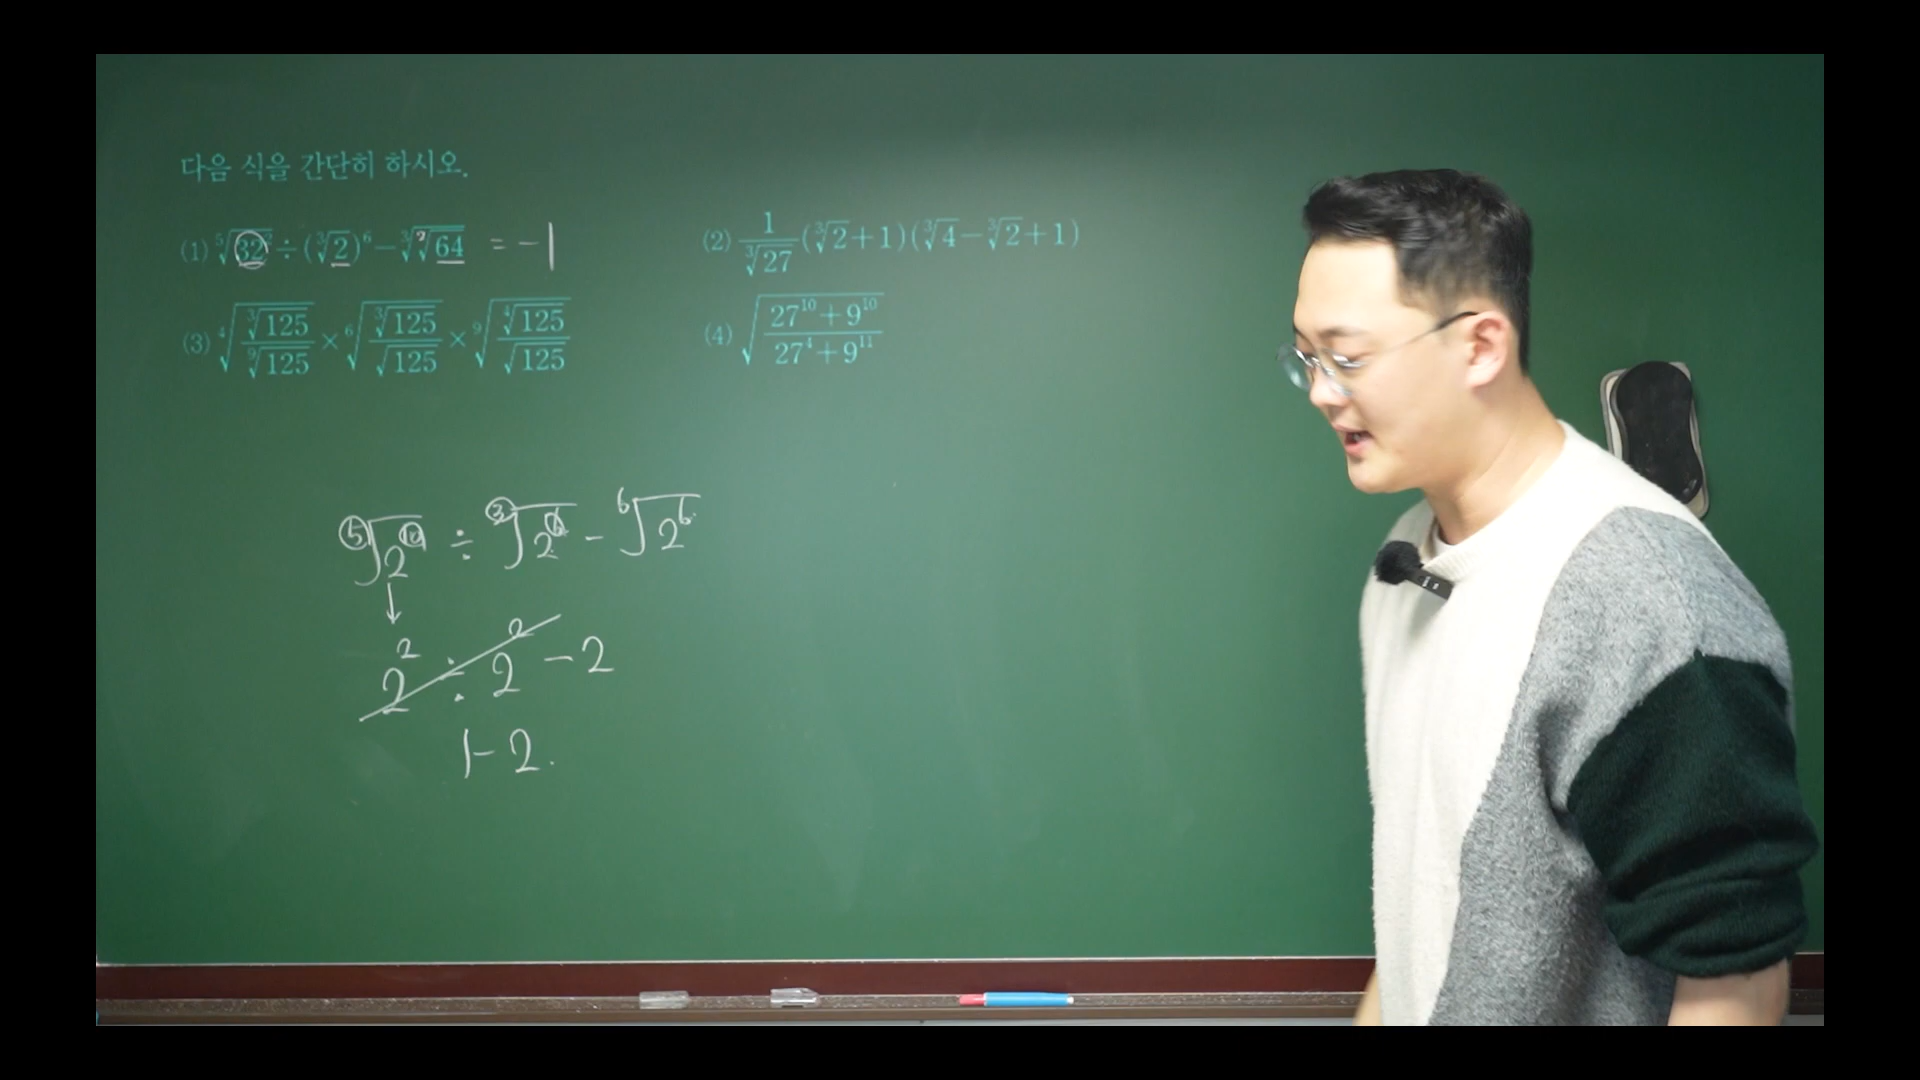 다음 식을 간단히 하시오.
(1) ⁵√32² ÷ (³√2)⁶ − ³√²√64 = −1
(2) 1/³√27 (³√2+1)(³√4−³√2+1)
(3) ⁴√(³√125/⁹√125) × ⁶√(³√125/√125) × ⁹√(⁴√125/√125)
(4) √((27¹⁰+9¹⁰)/(27⁴+9¹¹))
⁵√2¹⁰ ÷ ³√2⁶ − ⁶√2⁶
↓
2² ÷ 2² − 2
1 − 2.